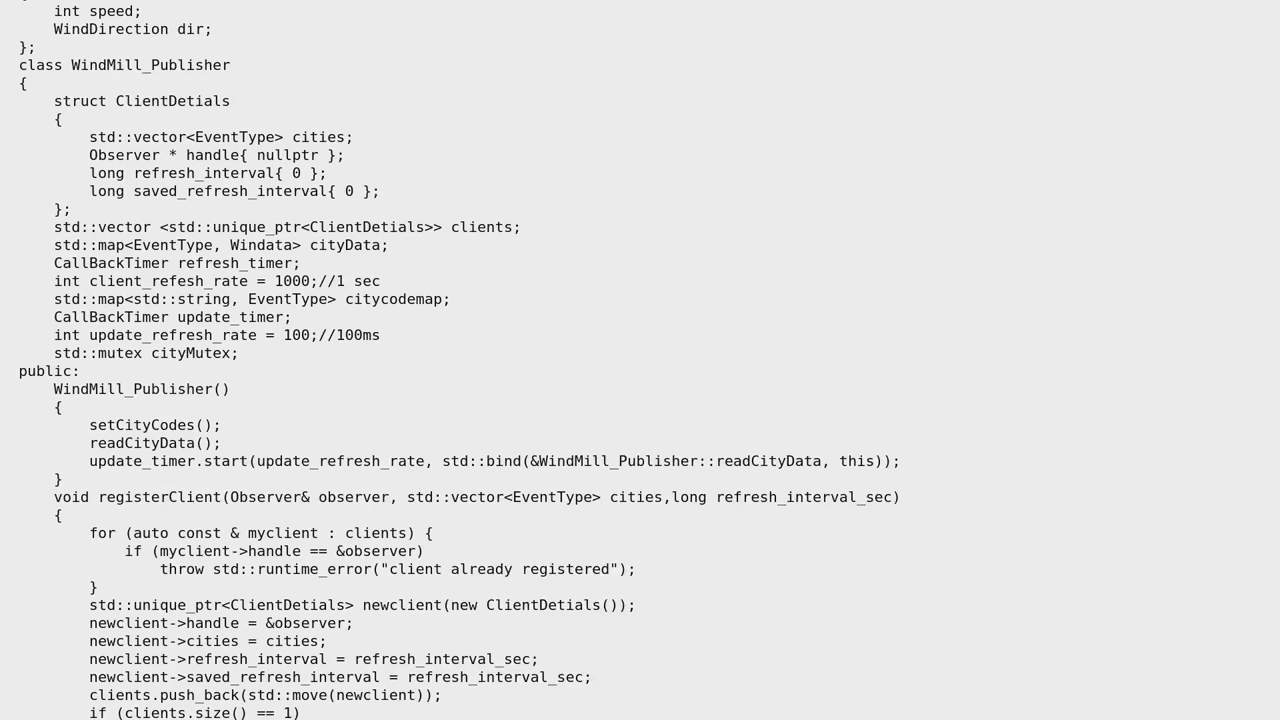 int speed;
    WindDirection dir;
};
class WindMill_Publisher
{
    struct ClientDetials
    {
        std::vector<EventType> cities;
        Observer * handle{ nullptr };
        long refresh_interval{ 0 };
        long saved_refresh_interval{ 0 };
    };
    std::vector <std::unique_ptr<ClientDetials>> clients;
    std::map<EventType, Windata> cityData;
    CallBackTimer refresh_timer;
    int client_refesh_rate = 1000;//1 sec
    std::map<std::string, EventType> citycodemap;
    CallBackTimer update_timer;
    int update_refresh_rate = 100;//100ms
    std::mutex cityMutex;
public:
    WindMill_Publisher()
    {
        setCityCodes();
        readCityData();
        update_timer.start(update_refresh_rate, std::bind(&WindMill_Publisher::readCityData, this));
    }
    void registerClient(Observer& observer, std::vector<EventType> cities,long refresh_interval_sec)
    {
        for (auto const & myclient : clients) {
            if (myclient->handle == &observer)
                throw std::runtime_error("client already registered");
        }
        std::unique_ptr<ClientDetials> newclient(new ClientDetials());
        newclient->handle = &observer;
        newclient->cities = cities;
        newclient->refresh_interval = refresh_interval_sec;
        newclient->saved_refresh_interval = refresh_interval_sec;
        clients.push_back(std::move(newclient));
        if (clients.size() == 1)